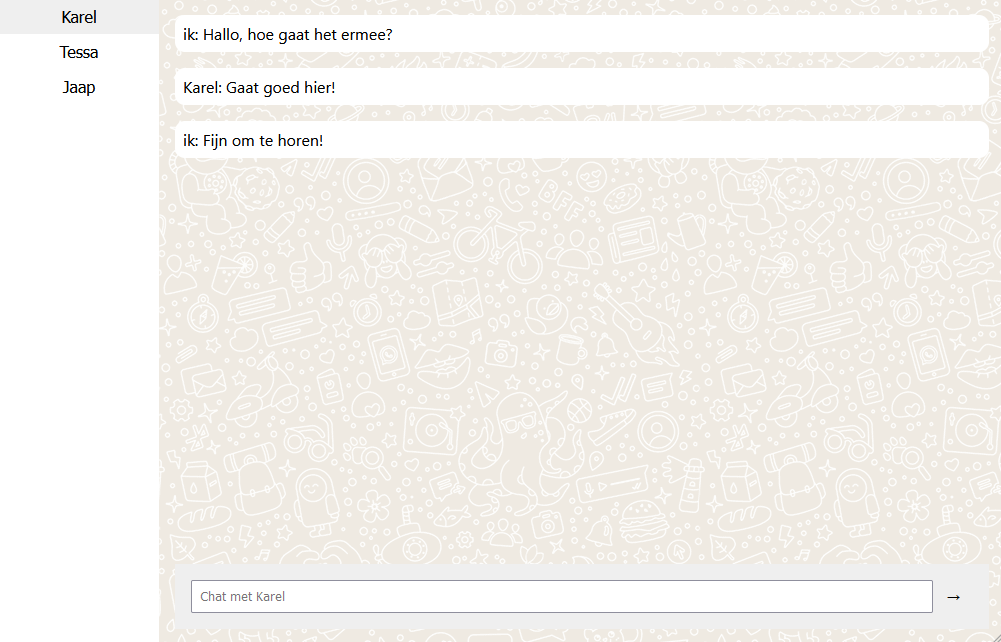 Karel
Tessa
Jaap
ik: Hallo, hoe gaat het ermee?
Karel: Gaat goed hier!
ik: Fijn om te horen!
Chat met Karel
→